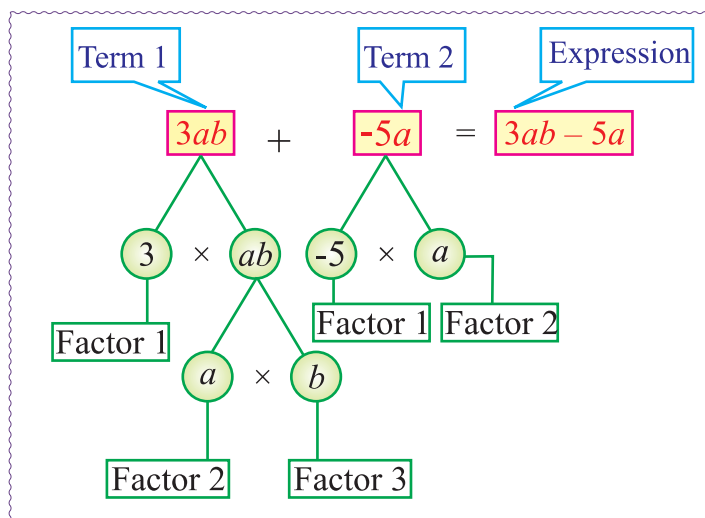 Term 1 Term 2 Expression
3ab + -5a = 3ab – 5a
3 × ab -5 × a
Factor 1 Factor 2
Factor 1
a × b
Factor 2 Factor 3